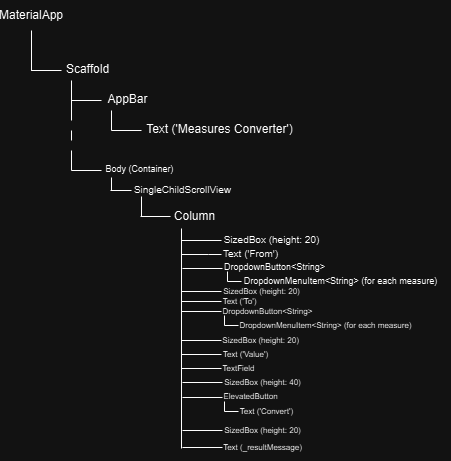 MaterialApp
Scaffold
AppBar
Text ('Measures Converter')
Body (Container)
SingleChildScrollView
Column
SizedBox (height: 20)
Text ('From')
DropdownButton<String>
DropdownMenuItem<String> (for each measure)
SizedBox (height: 20)
Text ('To')
DropdownButton<String>
DropdownMenuItem<String> (for each measure)
SizedBox (height: 20)
Text ('Value')
TextField
SizedBox (height: 40)
ElevatedButton
Text ('Convert')
SizedBox (height: 20)
Text (_resultMessage)